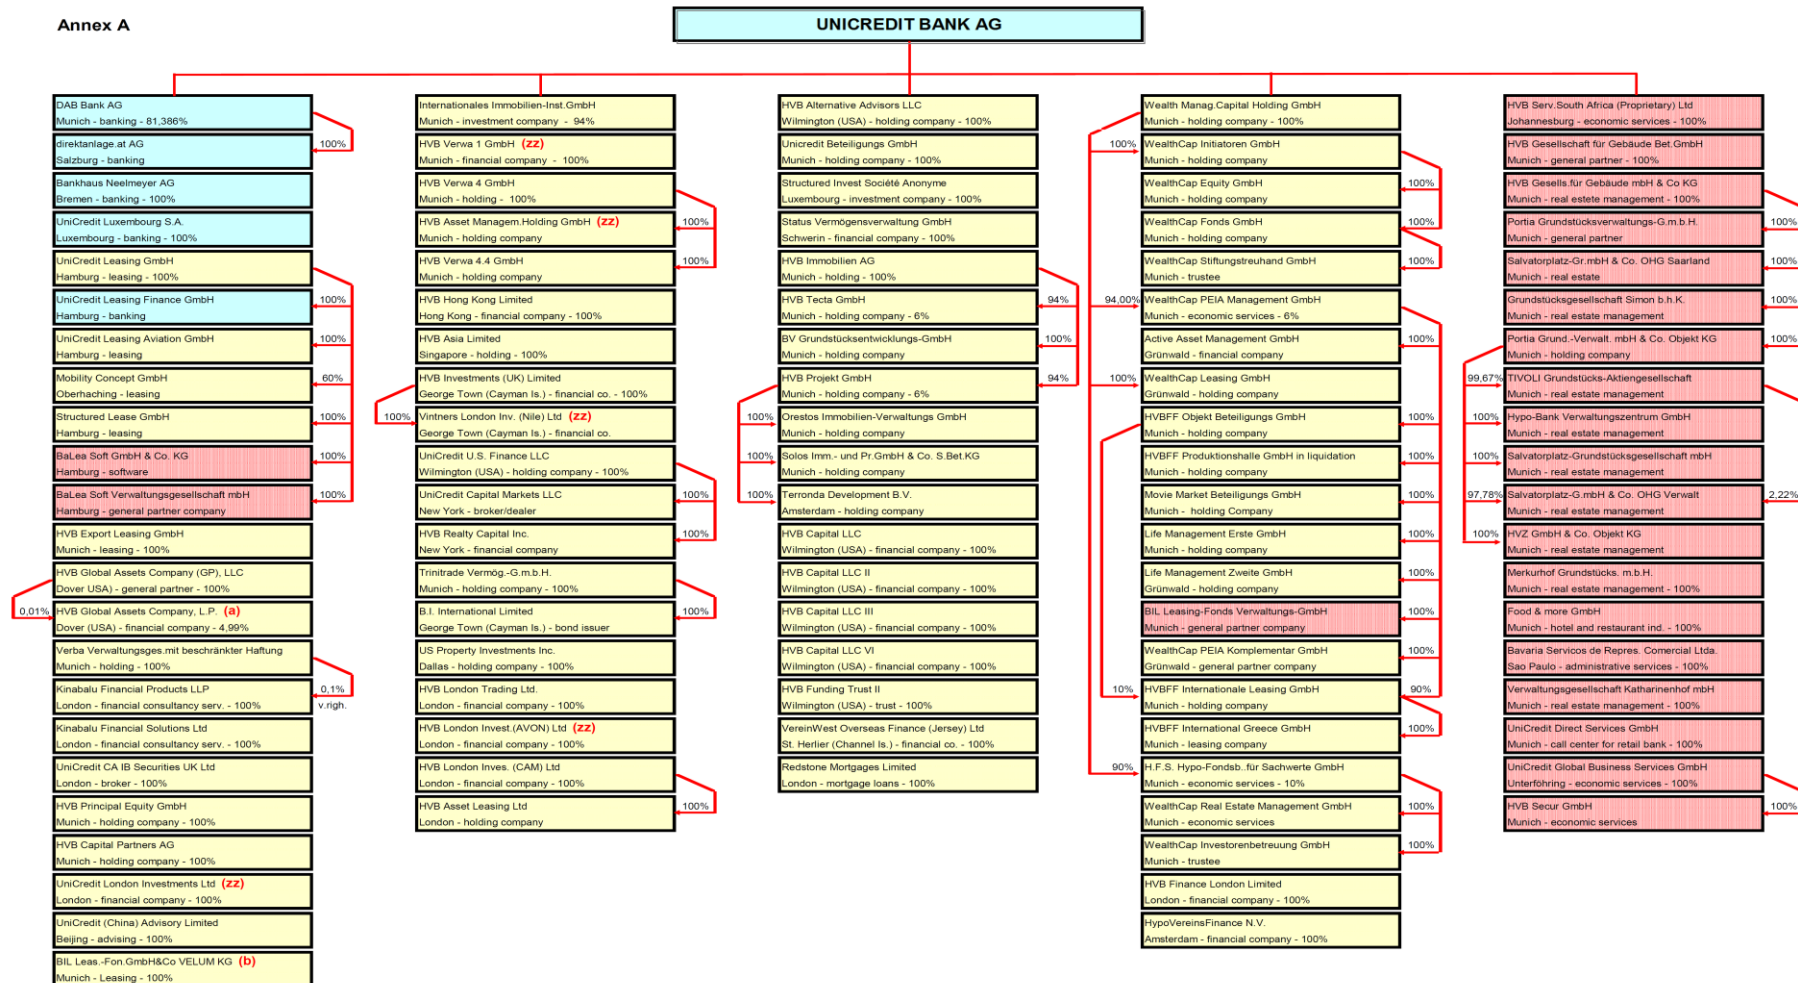 Annex A
UNICREDIT BANK AG
DAB Bank AG
Munich - banking - 81,386%
100%
direktanlage.at AG
Salzburg - banking
Bankhaus Neelmeyer AG
Bremen - banking - 100%
UniCredit Luxembourg S.A.
Luxembourg - banking - 100%
UniCredit Leasing GmbH
Hamburg - leasing - 100%
UniCredit Leasing Finance GmbH
100%
Hamburg - banking
UniCredit Leasing Aviation GmbH
100%
Hamburg - leasing
Mobility Concept GmbH
60%
Oberhaching - leasing
Structured Lease GmbH
100%
Hamburg - leasing
BaLea Soft GmbH & Co. KG
100%
Hamburg - software
BaLea Soft Verwaltungsgesellschaft mbH
100%
Hamburg - general partner company
HVB Export Leasing GmbH
Munich - leasing - 100%
HVB Global Assets Company (GP), LLC
Dover USA) - general partner - 100%
0,01%
HVB Global Assets Company, L.P. (a)
Dover (USA) - financial company - 4,99%
Verba Verwaltungsges.mit beschränkter Haftung
Munich - holding - 100%
Kinabalu Financial Products LLP
0,1%
London - financial consultancy serv. - 100%
v.righ.
Kinabalu Financial Solutions Ltd
London - financial consultancy serv. - 100%
UniCredit CA IB Securities UK Ltd
London - broker - 100%
HVB Principal Equity GmbH
Munich - holding company - 100%
HVB Capital Partners AG
Munich - holding company - 100%
UniCredit London Investments Ltd (zz)
London - financial company - 100%
UniCredit (China) Advisory Limited
Beijing - advising - 100%
BIL Leas.-Fon.GmbH&Co VELUM KG (b)
Munich - Leasing - 100%
Internationales Immobilien-Inst.GmbH
Munich - investment company - 94%
HVB Verwa 1 GmbH (zz)
Munich - financial company - 100%
HVB Verwa 4 GmbH
Munich - holding - 100%
HVB Asset Managem.Holding GmbH (zz)
100%
Munich - holding company
HVB Verwa 4.4 GmbH
100%
Munich - holding company
HVB Hong Kong Limited
Hong Kong - financial company - 100%
HVB Asia Limited
Singapore - holding - 100%
HVB Investments (UK) Limited
George Town (Cayman Is.) - financial co. - 100%
100%
Vintners London Inv. (Nile) Ltd (zz)
George Town (Cayman Is.) - financial co.
UniCredit U.S. Finance LLC
Wilmington (USA) - holding company - 100%
UniCredit Capital Markets LLC
100%
New York - broker/dealer
HVB Realty Capital Inc.
100%
New York - financial company
Trinitrade Vermög.-G.m.b.H.
Munich - holding company - 100%
B.I. International Limited
100%
George Town (Cayman Is.) - bond issuer
US Property Investments Inc.
Dallas - holding company - 100%
HVB London Trading Ltd.
London - financial company - 100%
HVB London Invest.(AVON) Ltd (zz)
London - financial company - 100%
HVB London Inves. (CAM) Ltd
London - financial company - 100%
HVB Asset Leasing Ltd
100%
London - holding company
HVB Alternative Advisors LLC
Wilmington (USA) - holding company - 100%
Unicredit Beteiligungs GmbH
Munich - holding company - 100%
Structured Invest Société Anonyme
Luxembourg - investment company - 100%
Status Vermögensverwaltung GmbH
Schwerin - financial company - 100%
HVB Immobilien AG
Munich - holding - 100%
HVB Tecta GmbH
94%
Munich - holding company - 6%
BV Grundstücksentwicklungs-GmbH
100%
Munich - holding company
HVB Projekt GmbH
94%
Munich - holding company - 6%
100%
Orestos Immobilien-Verwaltungs GmbH
Munich - holding company
100%
Solos Imm.- und Pr.GmbH & Co. S.Bet.KG
Munich - holding company
100%
Terronda Development B.V.
Amsterdam - holding company
HVB Capital LLC
Wilmington (USA) - financial company - 100%
HVB Capital LLC II
Wilmington (USA) - financial company - 100%
HVB Capital LLC III
Wilmington (USA) - financial company - 100%
HVB Capital LLC VI
Wilmington (USA) - financial company - 100%
HVB Funding Trust II
Wilmington (USA) - trust - 100%
VereinWest Overseas Finance (Jersey) Ltd
St. Herlier (Channel Is.) - financial co. - 100%
Redstone Mortgages Limited
London - mortgage loans - 100%
Wealth Manag.Capital Holding GmbH
Munich - holding company - 100%
100%
WealthCap Initiatoren GmbH
Munich - holding company
WealthCap Equity GmbH
100%
Munich - holding company
WealthCap Fonds GmbH
100%
Munich - holding company
WealthCap Stiftungstreuhand GmbH
100%
Munich - trustee
94,00%
WealthCap PEIA Management GmbH
Munich - economic services - 6%
Active Asset Management GmbH
100%
Grünwald - financial company
100%
WealthCap Leasing GmbH
Grünwald - holding company
HVBFF Objekt Beteiligungs GmbH
100%
Munich - holding company
HVBFF Produktionshalle GmbH in liquidation
100%
Munich - holding company
Movie Market Beteiligungs GmbH
100%
Munich - holding Company
Life Management Erste GmbH
100%
Munich - holding company
Life Management Zweite GmbH
100%
Grünwald - holding company
BIL Leasing-Fonds Verwaltungs-GmbH
100%
Munich - general partner company
WealthCap PEIA Komplementar GmbH
100%
Grünwald - general partner company
10%
HVBFF Internationale Leasing GmbH
90%
Munich - holding company
HVBFF International Greece GmbH
100%
Munich - leasing company
90%
H.F.S. Hypo-Fondsb..für Sachwerte GmbH
Munich - economic services - 10%
WealthCap Real Estate Management GmbH
100%
Munich - economic services
WealthCap Investorenbetreuung GmbH
100%
Munich - trustee
HVB Finance London Limited
London - financial company - 100%
HypoVereinsFinance N.V.
Amsterdam - financial company - 100%
HVB Serv.South Africa (Proprietary) Ltd
Johannesburg - economic services - 100%
HVB Gesellschaft für Gebäude Bet.GmbH
Munich - general partner - 100%
HVB Gesells.für Gebäude mbH & Co KG
Munich - real estete management - 100%
Portia Grundstücksverwaltungs-G.m.b.H.
100%
Munich - general partner
Salvatorplatz-Gr.mbH & Co. OHG Saarland
100%
Munich - real estate
Grundstücksgesellschaft Simon b.h.K.
100%
Munich - real estate management
Portia Grund.-Verwalt. mbH & Co. Objekt KG
100%
Munich - holding company
99,67%
TIVOLI Grundstücks-Aktiengesellschaft
Munich - real estate management
100%
Hypo-Bank Verwaltungszentrum GmbH
Munich - real estate management
100%
Salvatorplatz-Grundstücksgesellschaft mbH
Munich - real estate management
97,78%
Salvatorplatz-G.mbH & Co. OHG Verwalt
2,22%
Munich - real estate management
100%
HVZ GmbH & Co. Objekt KG
Munich - real estate management
Merkurhof Grundstücks. m.b.H.
Munich - real estate management - 100%
Food & more GmbH
Munich - hotel and restaurant ind. - 100%
Bavaria Servicos de Repres. Comercial Ltda.
Sao Paulo - administrative services - 100%
Verwaltungsgesellschaft Katharinenhof mbH
Munich - real estate management - 100%
UniCredit Direct Services GmbH
Munich - call center for retail bank - 100%
UniCredit Global Business Services GmbH
Unterföhring - economic services - 100%
HVB Secur GmbH
100%
Munich - economic services